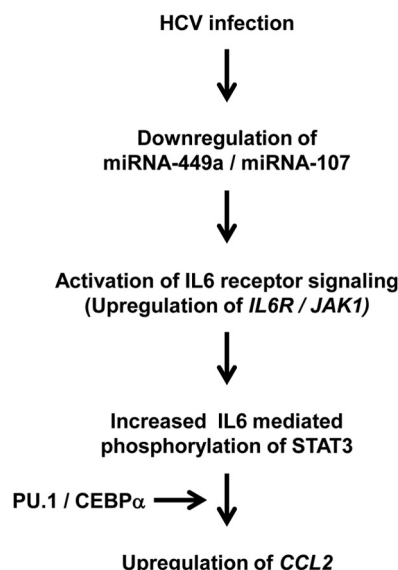 HCV infection
Downregulation of
miRNA-449a / miRNA-107
Activation of IL6 receptor signaling
(Upregulation of IL6R / JAK1)
Increased IL6 mediated
phosphorylation of STAT3
PU.1 / CEBPα
Upregulation of CCL2